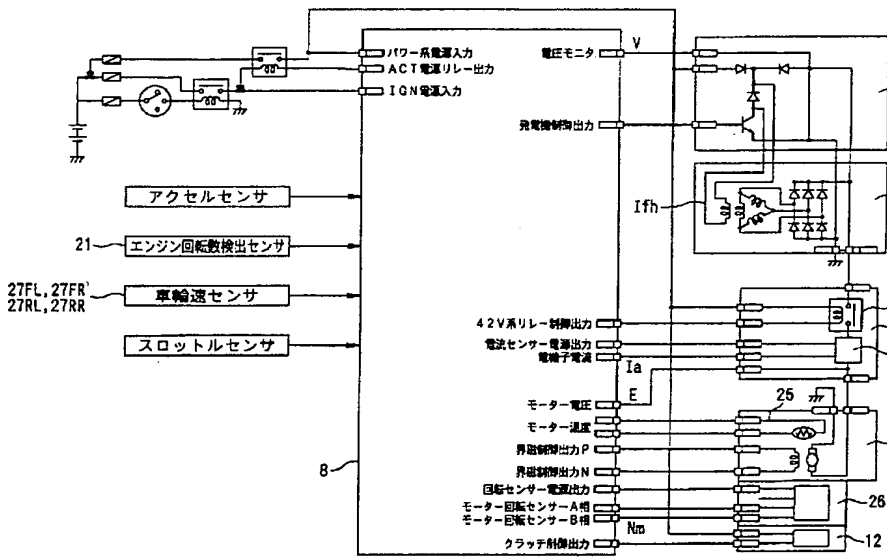 パワー系電源入力
ACT電源リレー出力
IGN電源入力
電圧モニタ
V
発電機制御出力
Ifh
アクセルセンサ
21
エンジン回転数検出センサ
27FL,27FR
27RL,27RR
車輪速センサ
スロットルセンサ
42V系リレー制御出力
電流センサー電源出力
電機子電流
Ia
E
モーター電圧
モーター温度
25
8
界磁制御出力P
界磁制御出力N
回転センサー電源出力
モーター回転センサーA相
モーター回転センサーB相
Nm
26
クラッチ制御出力
12